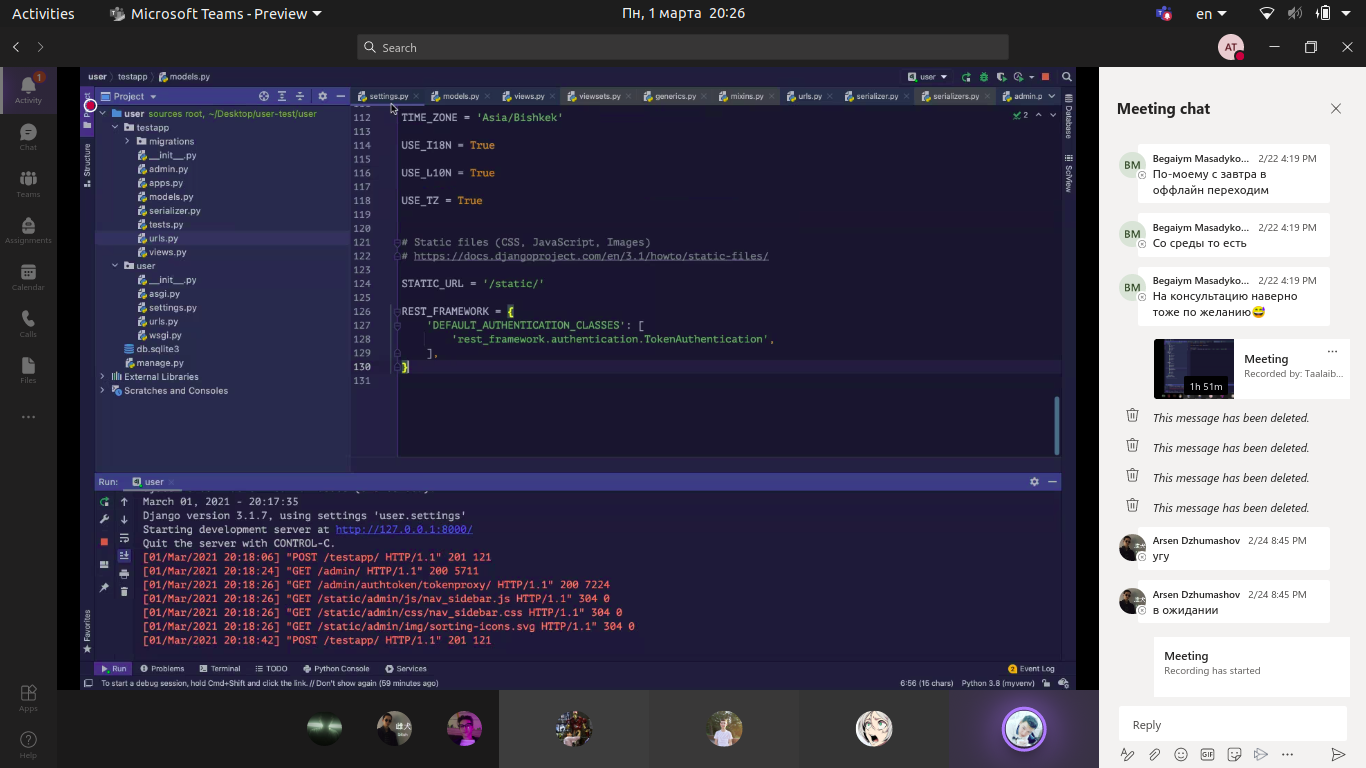 Activities
Microsoft Teams - Preview
Пн, 1 марта 20:26
en
Search
AT
1
Activity
Chat
Teams
Assignments
Calendar
Calls
Files
Apps
Help
user
testapp
models.py
user
Project
settings.py
models.py
views.py
viewsets.py
generics.py
mixins.py
urls.py
serializer.py
serializers.py
admin.p
Structure
Favorites
Database
SciView
user sources root, ~/Desktop/user-test/user
testapp
migrations
__init__.py
admin.py
apps.py
models.py
serializer.py
tests.py
urls.py
views.py
user
__init__.py
asgi.py
settings.py
urls.py
wsgi.py
db.sqlite3
manage.py
External Libraries
Scratches and Consoles
2
112 TIME_ZONE = 'Asia/Bishkek'
113
114 USE_I18N = True
115
116 USE_L10N = True
117
118 USE_TZ = True
119
120
121 # Static files (CSS, JavaScript, Images)
122 # https://docs.djangoproject.com/en/3.1/howto/static-files/
123
124 STATIC_URL = '/static/'
125
126 REST_FRAMEWORK = {
127 'DEFAULT_AUTHENTICATION_CLASSES': [
128 'rest_framework.authentication.TokenAuthentication',
129 ],
130 }
131
Run: user
March 01, 2021 - 20:17:35
Django version 3.1.7, using settings 'user.settings'
Starting development server at http://127.0.0.1:8000/
Quit the server with CONTROL-C.
[01/Mar/2021 20:18:06] "POST /testapp/ HTTP/1.1" 201 121
[01/Mar/2021 20:18:24] "GET /admin/ HTTP/1.1" 200 5711
[01/Mar/2021 20:18:26] "GET /admin/authtoken/tokenproxy/ HTTP/1.1" 200 7224
[01/Mar/2021 20:18:26] "GET /static/admin/js/nav_sidebar.js HTTP/1.1" 304 0
[01/Mar/2021 20:18:26] "GET /static/admin/css/nav_sidebar.css HTTP/1.1" 304 0
[01/Mar/2021 20:18:26] "GET /static/admin/img/sorting-icons.svg HTTP/1.1" 304 0
[01/Mar/2021 20:18:42] "POST /testapp/ HTTP/1.1" 201 121
Run
Problems
Terminal
TODO
Python Console
Services
2 Event Log
To start a debug session, hold Cmd+Shift and click the link. // Don't show again (59 minutes ago)
6:56 (15 chars)
Python 3.8 (myvenv)
Meeting chat
BM
Begaiym Masadyko... 2/22 4:19 PM
По-моему с завтра в
оффлайн переходим
BM
Begaiym Masadyko... 2/22 4:19 PM
Со среды то есть
BM
Begaiym Masadyko... 2/22 4:19 PM
На консультацию наверно
тоже по желанию😅
1h 51m
Meeting
Recorded by: Taalaib...
This message has been deleted.
This message has been deleted.
This message has been deleted.
This message has been deleted.
Arsen Dzhumashov 2/24 8:45 PM
угу
Arsen Dzhumashov 2/24 8:45 PM
в ожидании
Meeting
Recording has started
Reply
GIF